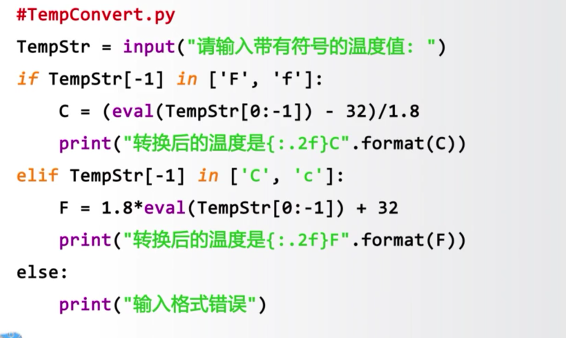 #TempConvert.py
TempStr = input("请输入带有符号的温度值: ")
if TempStr[-1] in ['F', 'f']:
    C = (eval(TempStr[0:-1]) - 32)/1.8
    print("转换后的温度是{:.2f}C".format(C))
elif TempStr[-1] in ['C', 'c']:
    F = 1.8*eval(TempStr[0:-1]) + 32
    print("转换后的温度是{:.2f}F".format(F))
else:
    print("输入格式错误")